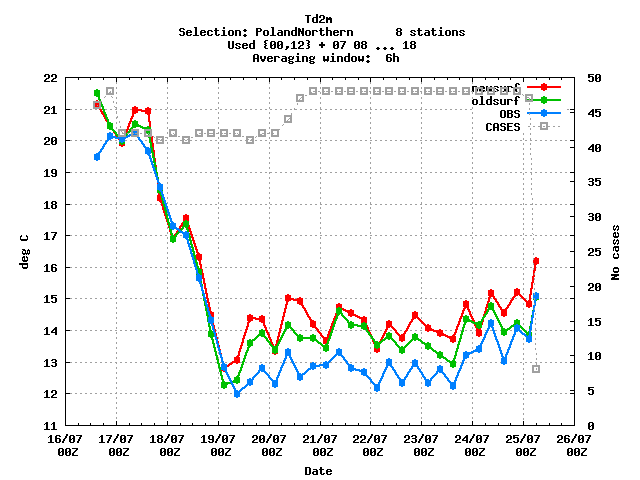 Td2m
Selection: PolandNorthern 8 stations
Used {00,12} + 07 08 ... 18
Averaging window: 6h
newsurf
oldsurf
OBS
CASES
deg C
22
21
20
19
18
17
16
15
14
13
12
11
No cases
50
45
40
35
30
25
20
15
10
5
0
16/07 17/07 18/07 19/07 20/07 21/07 22/07 23/07 24/07 25/07 26/07
00Z 00Z 00Z 00Z 00Z 00Z 00Z 00Z 00Z 00Z 00Z
Date